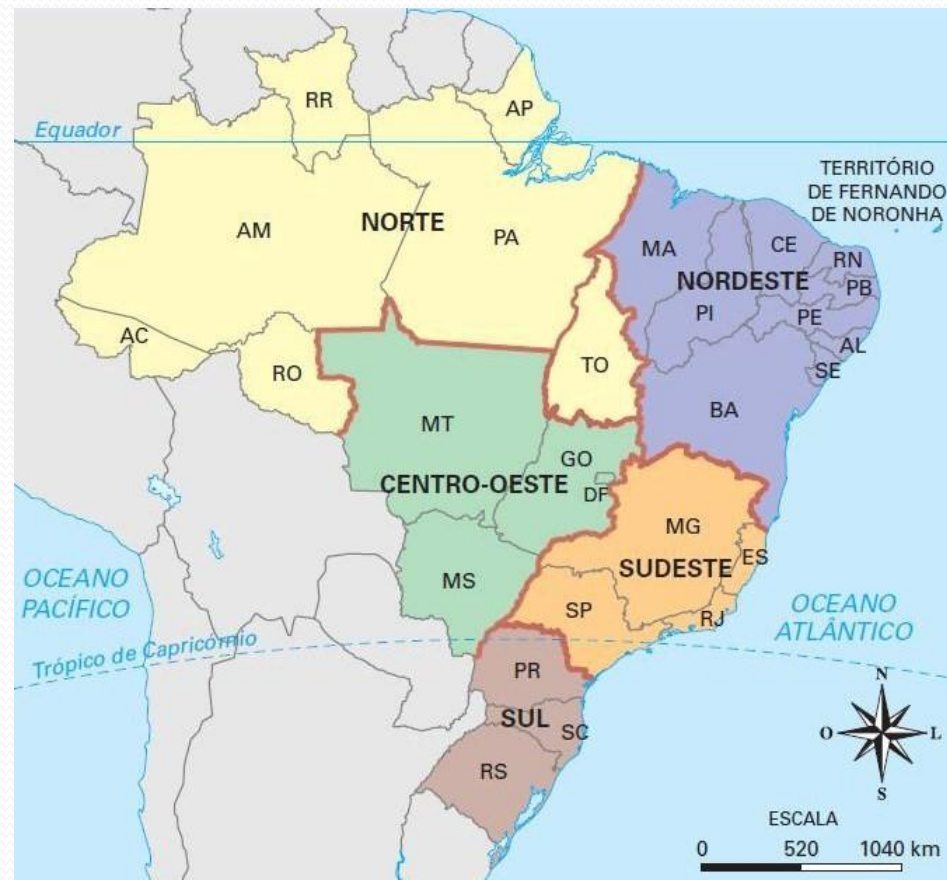 RR
AP
Equador
TERRITÓRIO
DE FERNANDO
DE NORONHA
AM
NORTE
PA
MA
CE
RN
NORDESTE
PB
PI
PE
AC
AL
RO
TO
SE
MT
BA
GO
CENTRO-OESTE
DF
MG
ES
SUDESTE
OCEANO
PACÍFICO
MS
SP
RJ
OCEANO
ATLÂNTICO
Trópico de Capricórnio
PR
N
SUL
SC
O
L
RS
S
ESCALA
0 520 1040 km